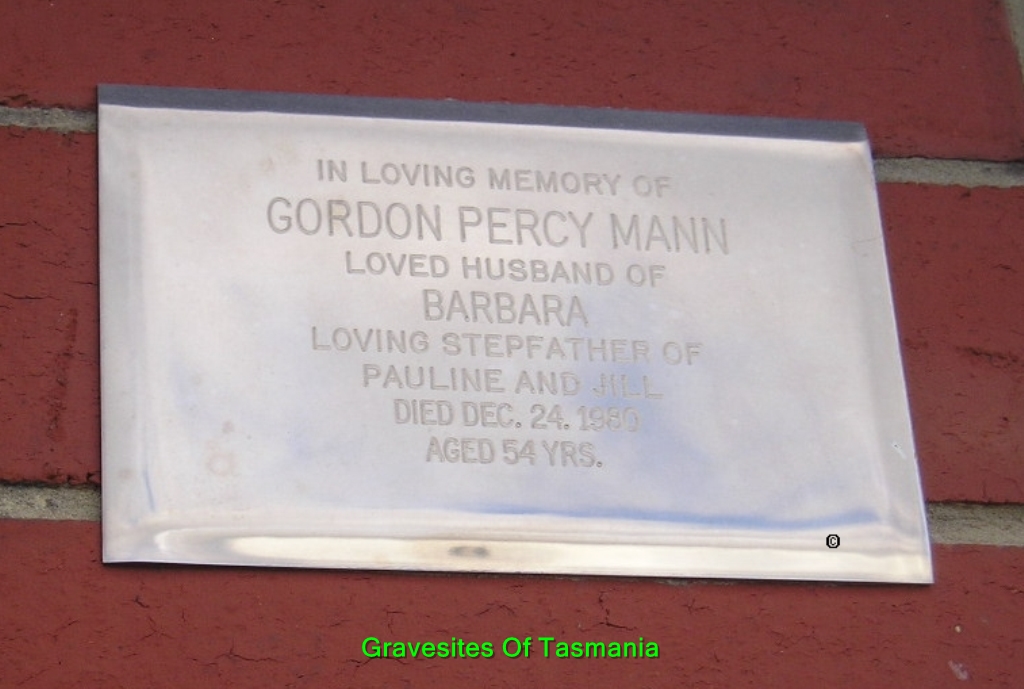 IN LOVING MEMORY OF
GORDON PERCY MANN
LOVED HUSBAND OF
BARBARA
LOVING STEPFATHER OF
PAULINE AND JILL
DIED DEC. 24. 1980
AGED 54 YRS.
©
Gravesites Of Tasmania